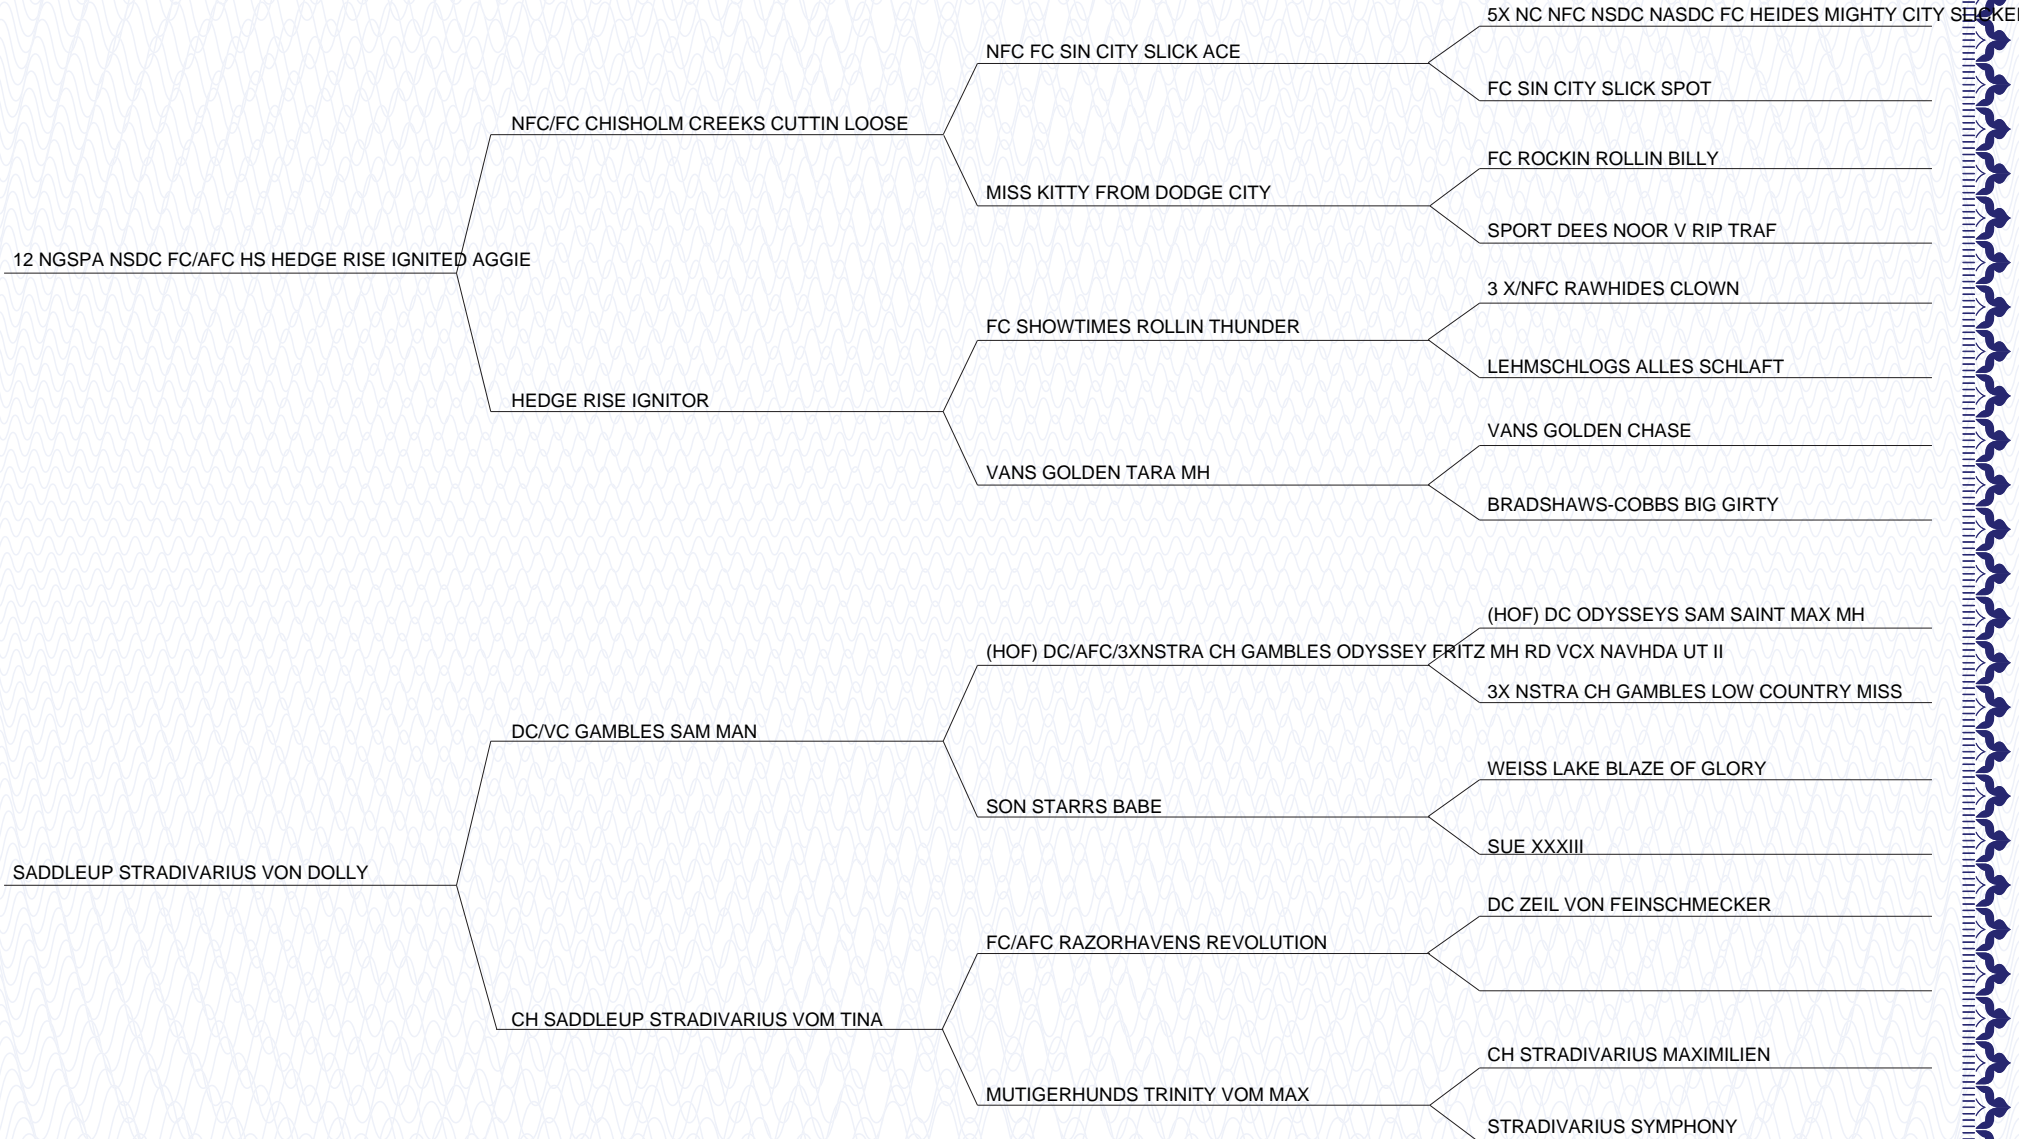 5X NC NFC NSDC NASDC FC HEIDES MIGHTY CITY SLICKE
NFC FC SIN CITY SLICK ACE
FC SIN CITY SLICK SPOT
NFC/FC CHISHOLM CREEKS CUTTIN LOOSE
FC ROCKIN ROLLIN BILLY
MISS KITTY FROM DODGE CITY
SPORT DEES NOOR V RIP TRAF
12 NGSPA NSDC FC/AFC HS HEDGE RISE IGNITED AGGIE
3 X/NFC RAWHIDES CLOWN
FC SHOWTIMES ROLLIN THUNDER
LEHMSCHLOGS ALLES SCHLAFT
HEDGE RISE IGNITOR
VANS GOLDEN CHASE
VANS GOLDEN TARA MH
BRADSHAWS-COBBS BIG GIRTY
(HOF) DC ODYSSEYS SAM SAINT MAX MH
(HOF) DC/AFC/3XNSTRA CH GAMBLES ODYSSEY FRITZ MH RD VCX NAVHDA UT II
3X NSTRA CH GAMBLES LOW COUNTRY MISS
DC/VC GAMBLES SAM MAN
WEISS LAKE BLAZE OF GLORY
SON STARRS BABE
SUE XXXIII
SADDLEUP STRADIVARIUS VON DOLLY
DC ZEIL VON FEINSCHMECKER
FC/AFC RAZORHAVENS REVOLUTION
CH SADDLEUP STRADIVARIUS VOM TINA
CH STRADIVARIUS MAXIMILIEN
MUTIGERHUNDS TRINITY VOM MAX
STRADIVARIUS SYMPHONY